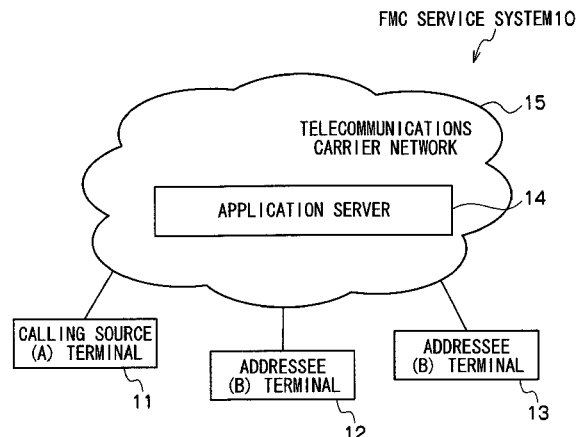 FMC SERVICE SYSTEM10
15
TELECOMMUNICATIONS
CARRIER NETWORK
APPLICATION SERVER
14
CALLING SOURCE
(A) TERMINAL
11
ADDRESSEE
(B) TERMINAL
12
ADDRESSEE
(B) TERMINAL
13